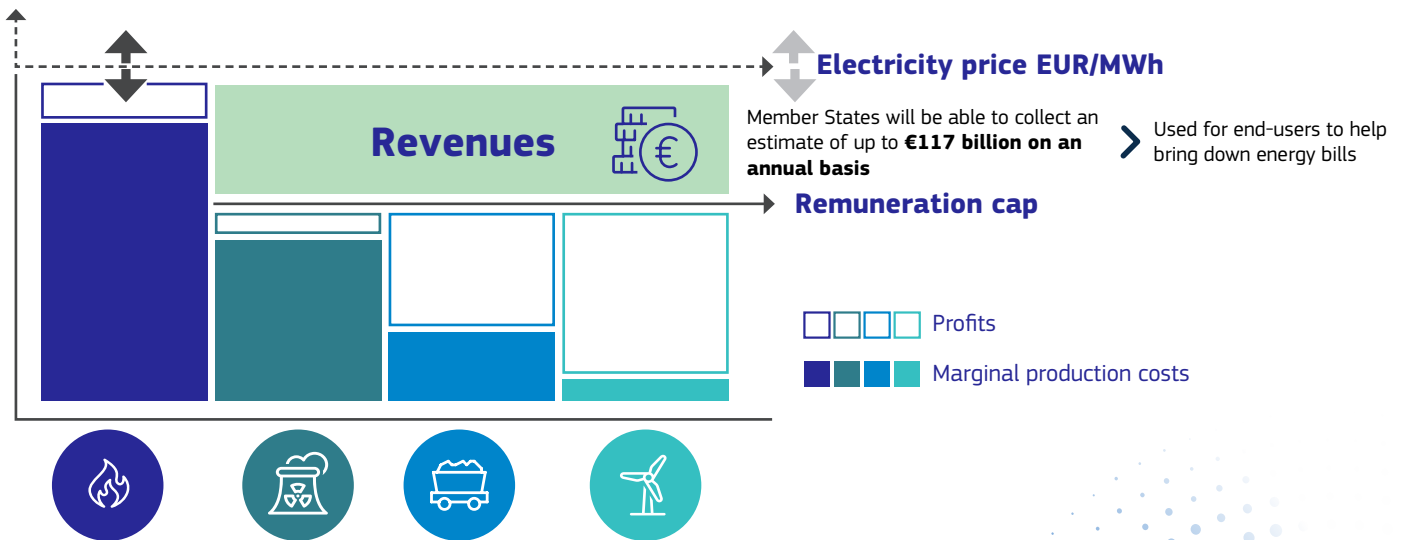 Electricity price EUR/MWh
Revenues
€
Member States will be able to collect an
estimate of up to €117 billion on an
annual basis
Used for end-users to help
bring down energy bills
Remuneration cap
Profits
Marginal production costs